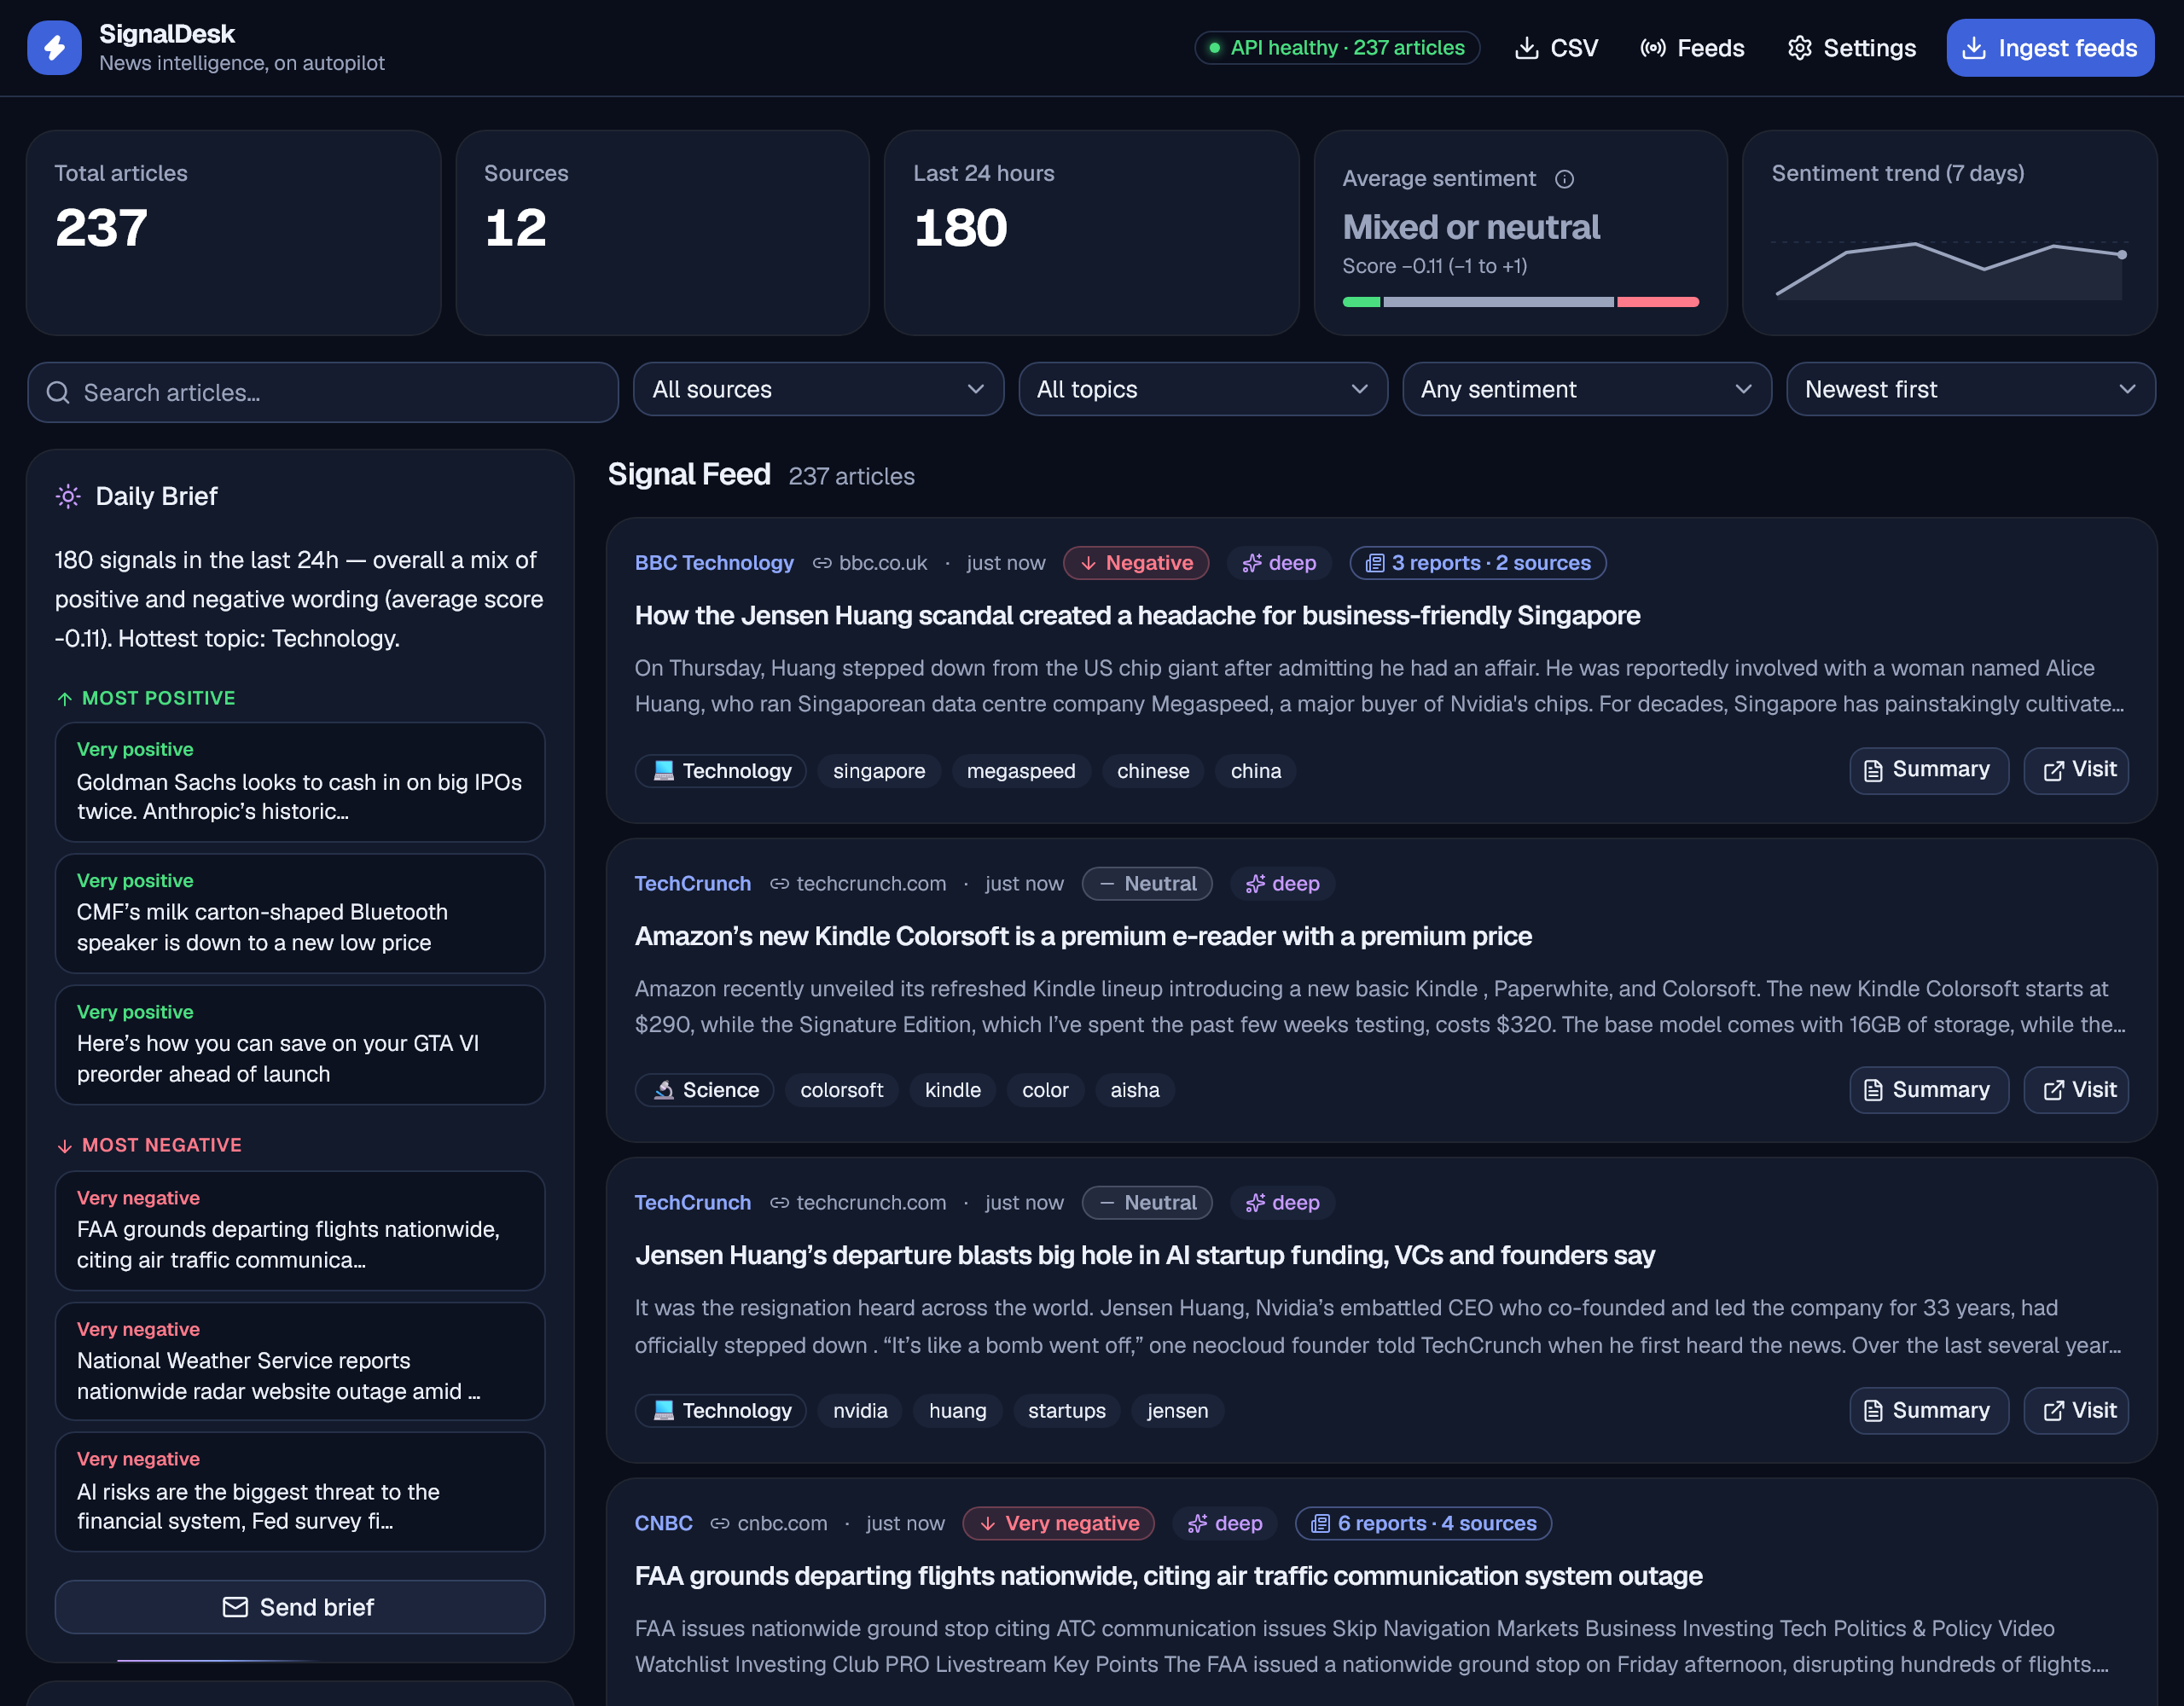 SignalDesk
News intelligence, on autopilot
API healthy · 237 articles
CSV
Feeds
Settings
Ingest feeds
Total articles
237
Sources
12
Last 24 hours
180
Average sentiment
Mixed or neutral
Score −0.11 (−1 to +1)
Sentiment trend (7 days)
Search articles…
All sources
All topics
Any sentiment
Newest first
Daily Brief
180 signals in the last 24h — overall a mix of
positive and negative wording (average score
-0.11). Hottest topic: Technology.
MOST POSITIVE
Very positive
Goldman Sachs looks to cash in on big IPOs
twice. Anthropic’s historic…
Very positive
CMF’s milk carton-shaped Bluetooth
speaker is down to a new low price
Very positive
Here’s how you can save on your GTA VI
preorder ahead of launch
MOST NEGATIVE
Very negative
FAA grounds departing flights nationwide,
citing air traffic communica…
Very negative
National Weather Service reports
nationwide radar website outage amid …
Very negative
AI risks are the biggest threat to the
financial system, Fed survey fi…
Send brief
Signal Feed 237 articles
BBC Technology bbc.co.uk · just now Negative deep 3 reports · 2 sources
How the Jensen Huang scandal created a headache for business-friendly Singapore
On Thursday, Huang stepped down from the US chip giant after admitting he had an affair. He was reportedly involved with a woman named Alice
Huang, who ran Singaporean data centre company Megaspeed, a major buyer of Nvidia's chips. For decades, Singapore has painstakingly cultivate…
Technology singapore megaspeed chinese china
Summary Visit
TechCrunch techcrunch.com · just now Neutral deep
Amazon’s new Kindle Colorsoft is a premium e-reader with a premium price
Amazon recently unveiled its refreshed Kindle lineup introducing a new basic Kindle , Paperwhite, and Colorsoft. The new Kindle Colorsoft starts at
$290, while the Signature Edition, which I’ve spent the past few weeks testing, costs $320. The base model comes with 16GB of storage, while the…
Science colorsoft kindle color aisha
Summary Visit
TechCrunch techcrunch.com · just now Neutral deep
Jensen Huang’s departure blasts big hole in AI startup funding, VCs and founders say
It was the resignation heard across the world. Jensen Huang, Nvidia’s embattled CEO who co-founded and led the company for 33 years, had
officially stepped down . “It’s like a bomb went off,” one neocloud founder told TechCrunch when he first heard the news. Over the last several year…
Technology nvidia huang startups jensen
Summary Visit
CNBC cnbc.com · just now Very negative deep 6 reports · 4 sources
FAA grounds departing flights nationwide, citing air traffic communication system outage
FAA issues nationwide ground stop citing ATC communication issues Skip Navigation Markets Business Investing Tech Politics & Policy Video
Watchlist Investing Club PRO Livestream Key Points The FAA issued a nationwide ground stop on Friday afternoon, disrupting hundreds of flights.…